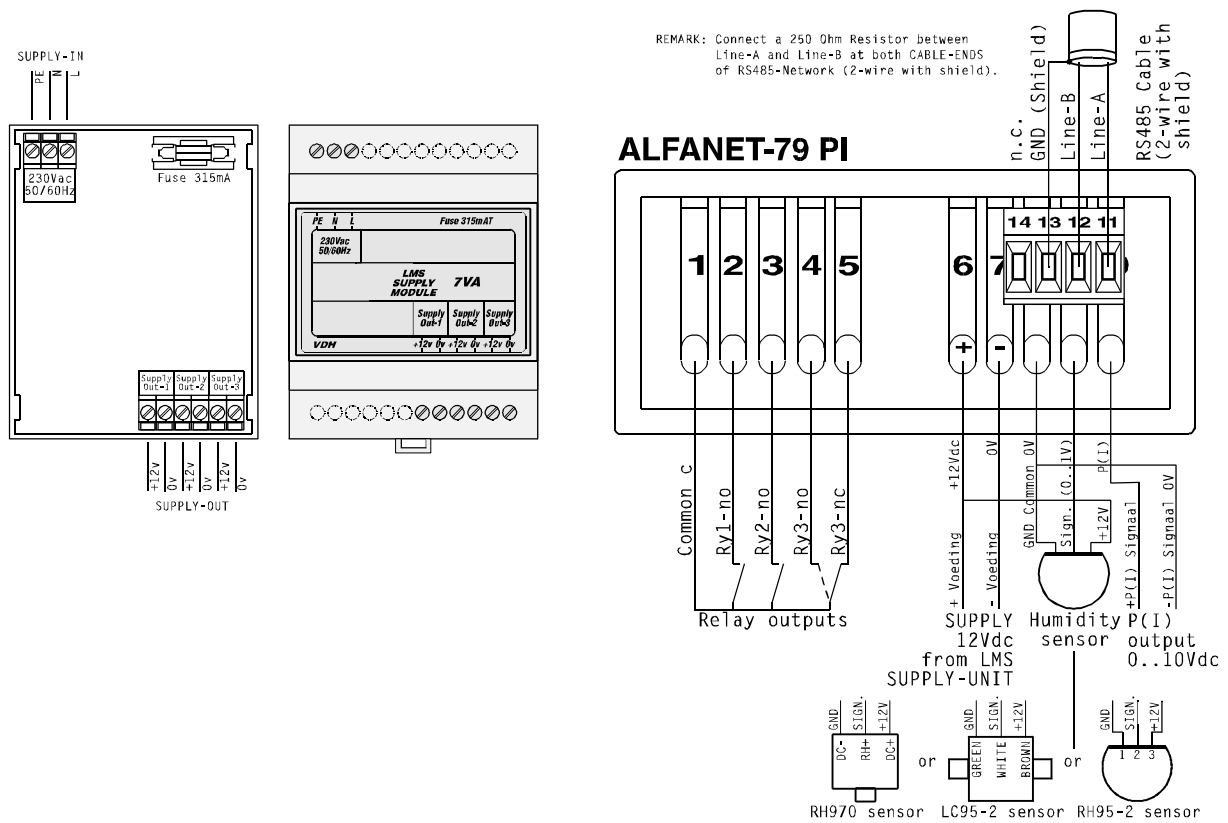 SUPPLY-IN
PE
N
L
230Vac
50/60Hz
Fuse 315mA
Supply
Out-1
Supply
Out-2
Supply
Out-3
+12v
0v
+12v
0v
+12v
0v
SUPPLY-OUT
PE N L
Fuse 315mAT
230Vac
50/60Hz
LMS
SUPPLY
MODULE
7VA
Supply
Out-1
Supply
Out-2
Supply
Out-3
VDH
+12v 0v +12v 0v +12v 0v
REMARK: Connect a 250 Ohm Resistor between
Line-A and Line-B at both CABLE-ENDS
of RS485-Network (2-wire with shield).
n.c.
GND (Shield)
Line-B
Line-A
RS485 Cable
(2-wire with
shield)
ALFANET-79 PI
14 13 12 11
1 2 3 4 5 6 7
+ -
Common c
Ry1-no
Ry2-no
Ry3-no
Ry3-nc
Relay outputs
+12Vdc
0V
GND Common 0V
Sign. (0..1V)
P(I)
+12V
+ Voeding
- Voeding
+P(I) Signaal
-P(I) Signaal 0V
SUPPLY
12Vdc
from LMS
SUPPLY-UNIT
Humidity
sensor
P(I)
output
0..10Vdc
GND
SIGN.
+12V
DC-
RH+
DC+
RH970 sensor
or
GND
SIGN.
+12V
GREEN
WHITE
BROWN
LC95-2 sensor
or
GND
SIGN.
+12V
1 2 3
RH95-2 sensor